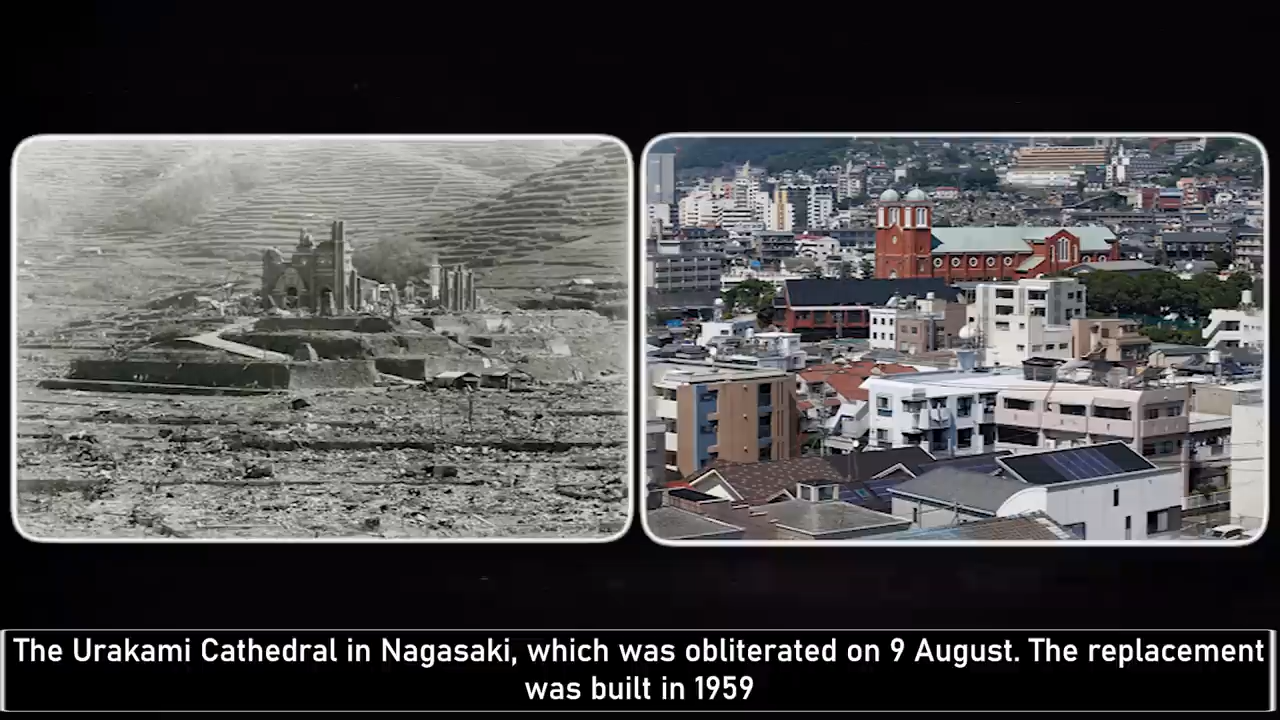 The Urakami Cathedral in Nagasaki, which was obliterated on 9 August. The replacement
was built in 1959